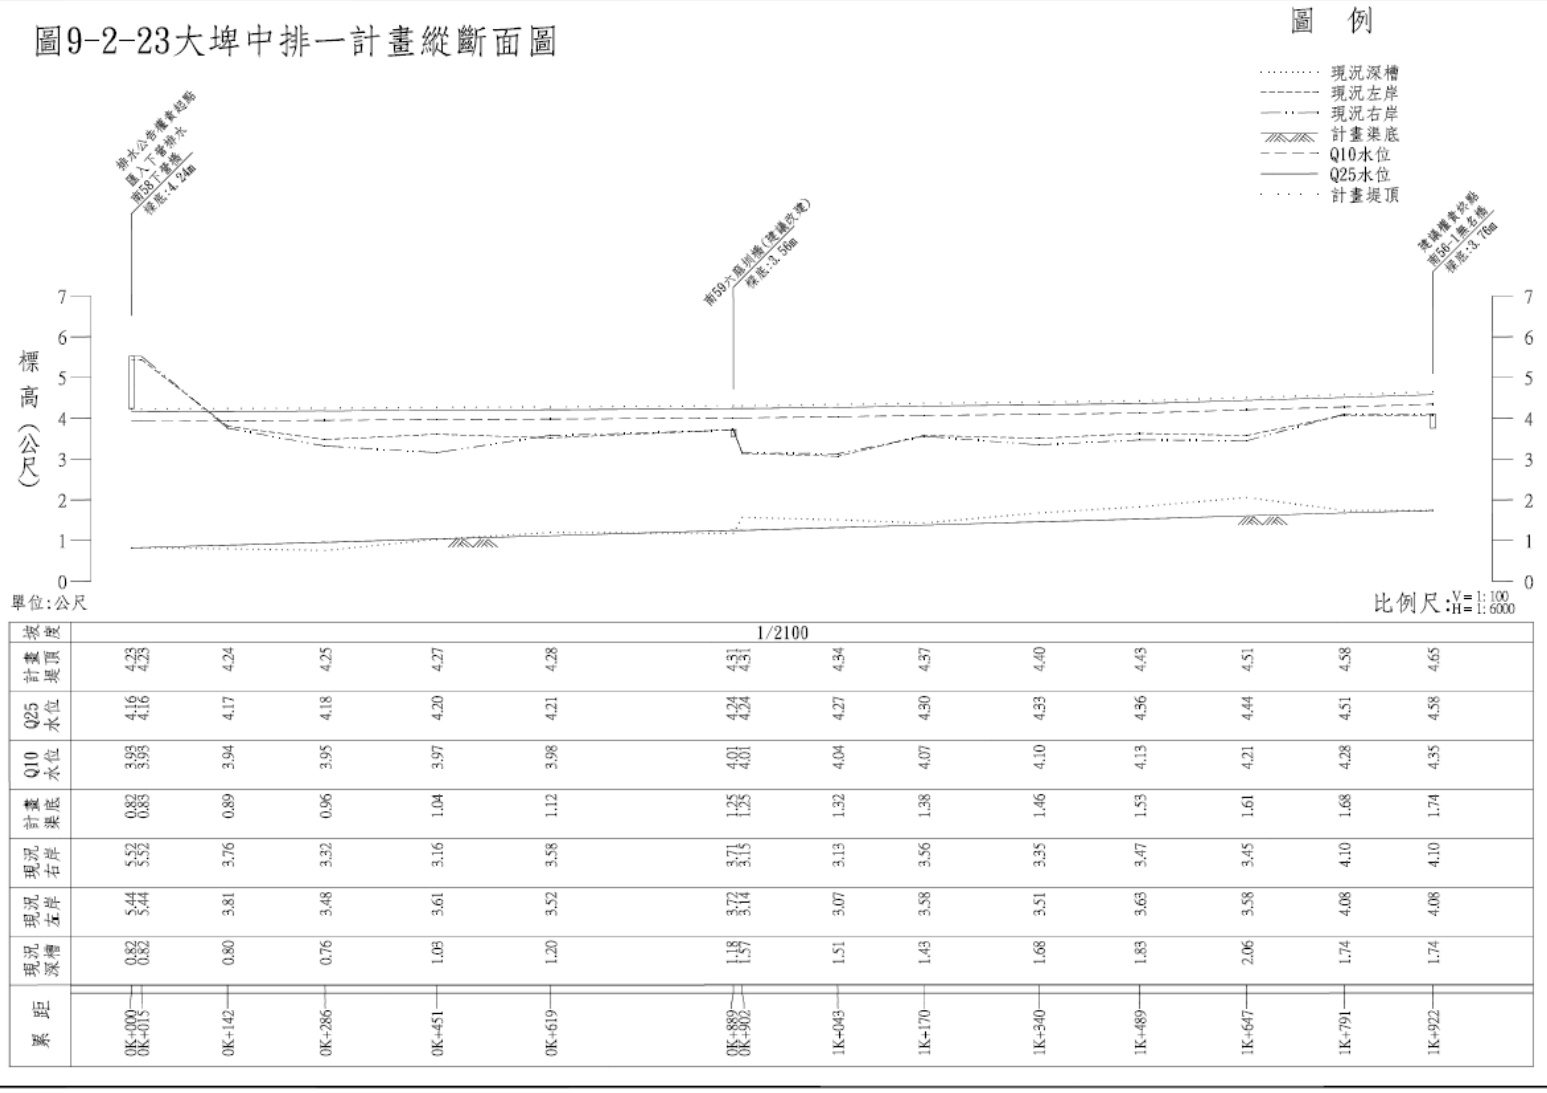 圖9-2-23大埤中排一計畫縱斷面圖
圖 例
現況深槽
現況左岸
現況右岸
計畫渠底
Q10水位
Q25水位
計畫堤頂
排水公告權責起點
匯入下營排水
南58下營橋
樑底:4.24m
南59六龍圳橋(建議改建)
樑底:3.56m
建議權責終點
南56-1無名橋
樑底:3.76m
標高(公尺)
7
6
5
4
3
2
1
0
7
6
5
4
3
2
1
0
單位:公尺
比例尺:V=1:100
H=1:6000
坡度 1/2100
計畫堤頂 4.23 4.23 4.24 4.25 4.27 4.28 4.31 4.31 4.34 4.37 4.40 4.43 4.51 4.58 4.65
Q25水位 4.16 4.16 4.17 4.18 4.20 4.21 4.24 4.24 4.27 4.30 4.33 4.36 4.44 4.51 4.58
Q10水位 3.93 3.93 3.94 3.95 3.97 3.98 4.01 4.01 4.04 4.07 4.10 4.13 4.21 4.28 4.35
計畫渠底 0.82 0.83 0.89 0.96 1.04 1.12 1.25 1.25 1.32 1.38 1.46 1.53 1.61 1.68 1.74
現況右岸 5.52 5.52 3.76 3.32 3.16 3.58 3.71 3.15 3.13 3.56 3.35 3.47 3.45 4.10 4.10
現況左岸 5.44 5.44 3.81 3.48 3.61 3.52 3.72 3.14 3.07 3.58 3.51 3.63 3.58 4.08 4.08
現況深槽 0.82 0.82 0.80 0.76 1.03 1.20 1.18 1.57 1.51 1.43 1.68 1.83 2.06 1.74 1.74
累距 0K+000 0K+015 0K+142 0K+286 0K+451 0K+619 0K+889 0K+902 1K+043 1K+170 1K+340 1K+489 1K+647 1K+791 1K+922